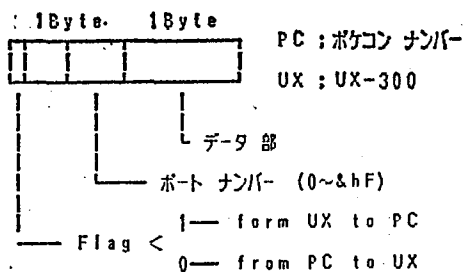 1Byte. 1Byte
PC ; ポケコン ナンバー
UX ; UX-300
データ 部
ポート ナンバー (0~&hF)
1── form UX to PC
Flag <
0── from PC to UX